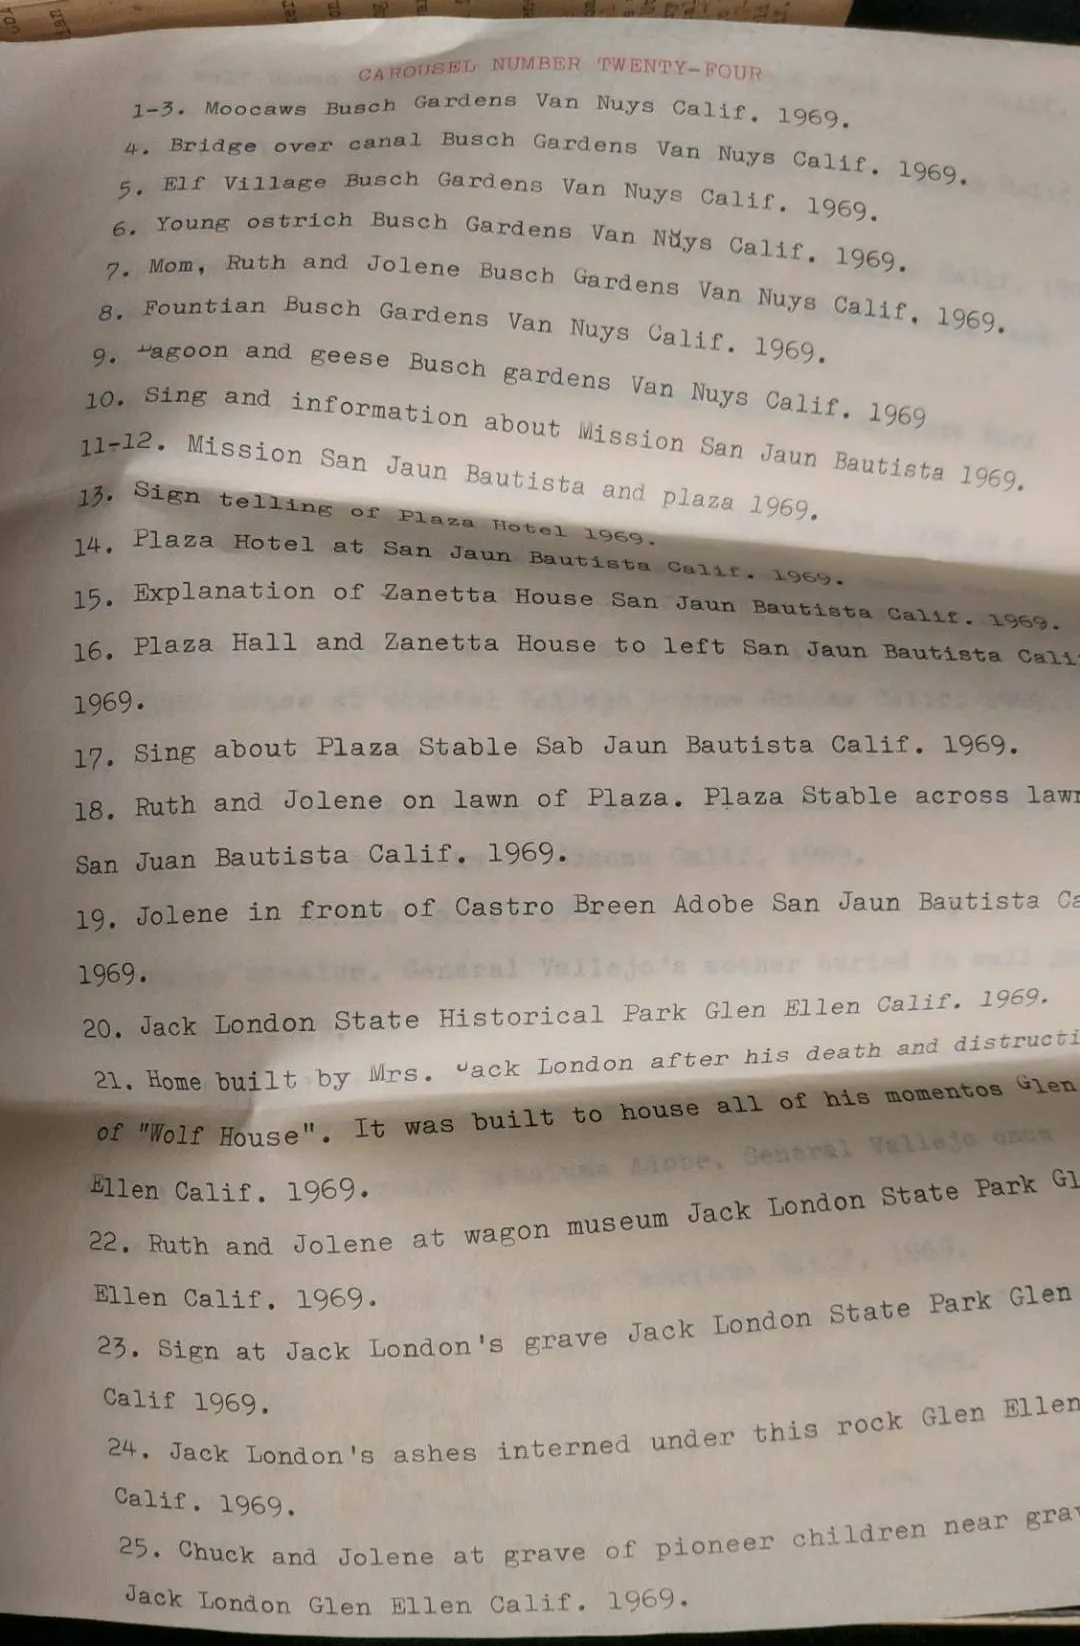 CAROUSEL NUMBER TWENTY-FOUR
1-3. Moocaws Busch Gardens Van Nuys Calif. 1969.
4. Bridge over canal Busch Gardens Van Nuys Calif. 1969.
5. Elf Village Busch Gardens Van Nuys Calif. 1969.
6. Young ostrich Busch Gardens Van Nuys Calif. 1969.
7. Mom, Ruth and Jolene Busch Gardens Van Nuys Calif, 1969.
8. Fountian Busch Gardens Van Nuys Calif. 1969.
9. Lagoon and geese Busch gardens Van Nuys Calif. 1969
10. Sing and information about Mission San Jaun Bautista 1969.
11-12. Mission San Jaun Bautista and plaza 1969.
13. Sign telling of Plaza Hotel 1969.
14. Plaza Hotel at San Jaun Bautista Calif. 1969.
15. Explanation of Zanetta House San Jaun Bautista Calif. 1969.
16. Plaza Hall and Zanetta House to left San Jaun Bautista Cali
1969.
17. Sing about Plaza Stable Sab Jaun Bautista Calif. 1969.
18. Ruth and Jolene on lawn of Plaza. Plaza Stable across lawn
San Juan Bautista Calif. 1969.
19. Jolene in front of Castro Breen Adobe San Jaun Bautista Ca
1969.
20. Jack London State Historical Park Glen Ellen Calif. 1969.
21. Home built by Mrs. Jack London after his death and distructi
of "Wolf House". It was built to house all of his momentos Glen
Ellen Calif. 1969.
22. Ruth and Jolene at wagon museum Jack London State Park Gl
Ellen Calif. 1969.
23. Sign at Jack London's grave Jack London State Park Glen
Calif 1969.
24. Jack London's ashes interned under this rock Glen Ellen
Calif. 1969.
25. Chuck and Jolene at grave of pioneer children near grav
Jack London Glen Ellen Calif. 1969.